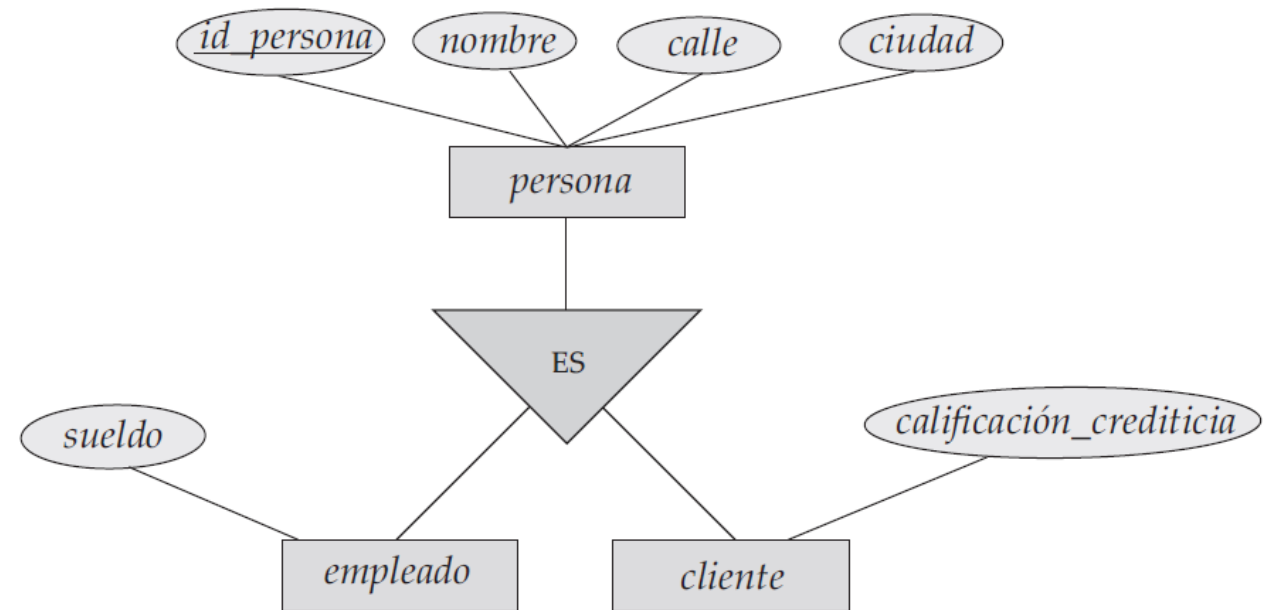 id_persona
nombre
calle
ciudad
persona
ES
sueldo
calificación_crediticia
empleado
cliente